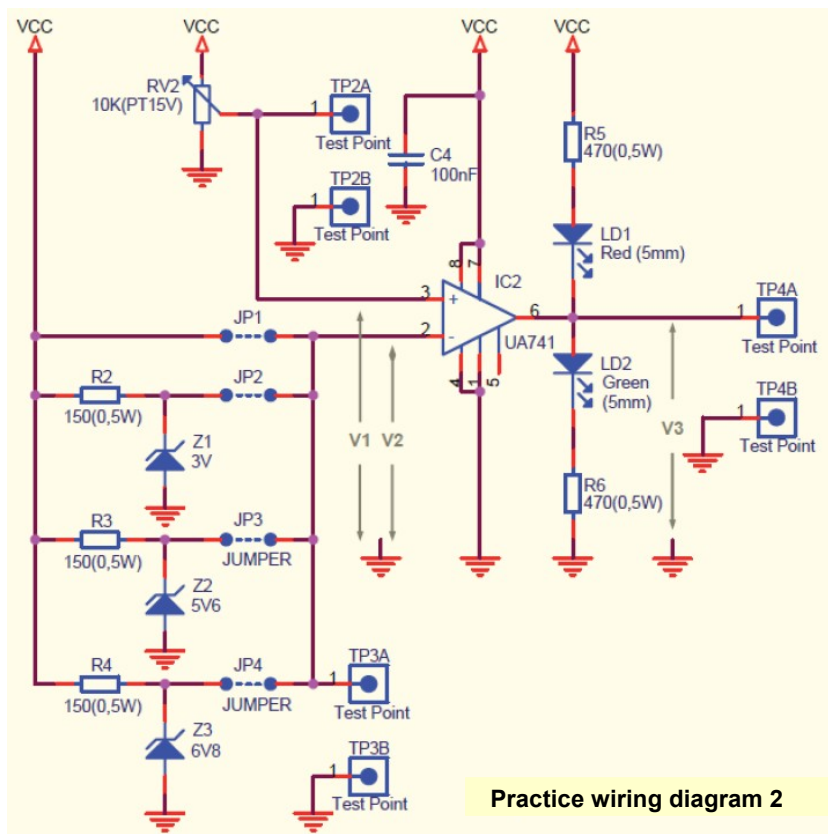 VCC
VCC
VCC
VCC
RV2
10K(PT15V)
1
TP2A
Test Point
C4
100nF
R5
470(0,5W)
1
TP2B
Test Point
LD1
Red (5mm)
8
7
IC2
3
+
6
1
TP4A
Test Point
JP1
2
-
UA741
4
1
5
LD2
Green
(5mm)
R2
150(0,5W)
JP2
1
TP4B
Test Point
V1
V2
V3
Z1
3V
R6
470(0,5W)
R3
150(0,5W)
JP3
JUMPER
Z2
5V6
R4
150(0,5W)
JP4
JUMPER
1
TP3A
Test Point
Z3
6V8
1
TP3B
Test Point
Practice wiring diagram 2